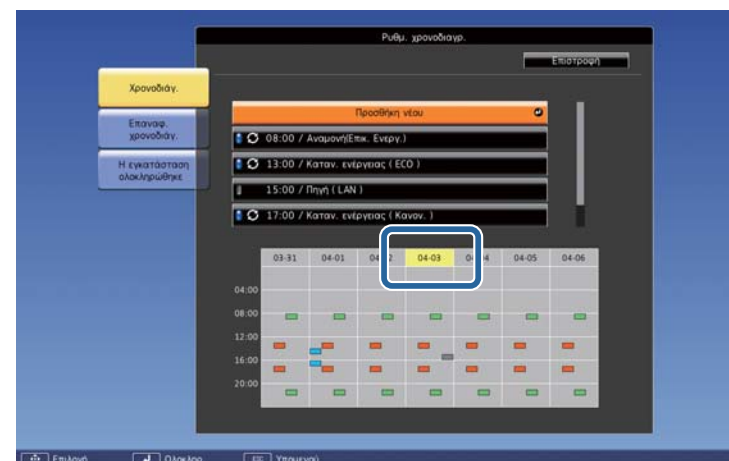 Ρυθμ. χρονοδιαγρ.
Επιστροφή
Χρονοδιάγ.
Επαναφ.
χρονοδιάγ.
Η εγκατάσταση
ολοκληρώθηκε
Προσθήκη νέου
08:00 / Αναμονή(Επικ. Ενεργ.)
13:00 / Καταν. ενέργειας ( ECO )
15:00 / Πηγή ( LAN )
17:00 / Καταν. ενέργειας ( Κανον. )
03-31 04-01 04-03 04-05 04-06
04:00
08:00
12:00
16:00
20:00
Επιλογή Esc Υπομενού